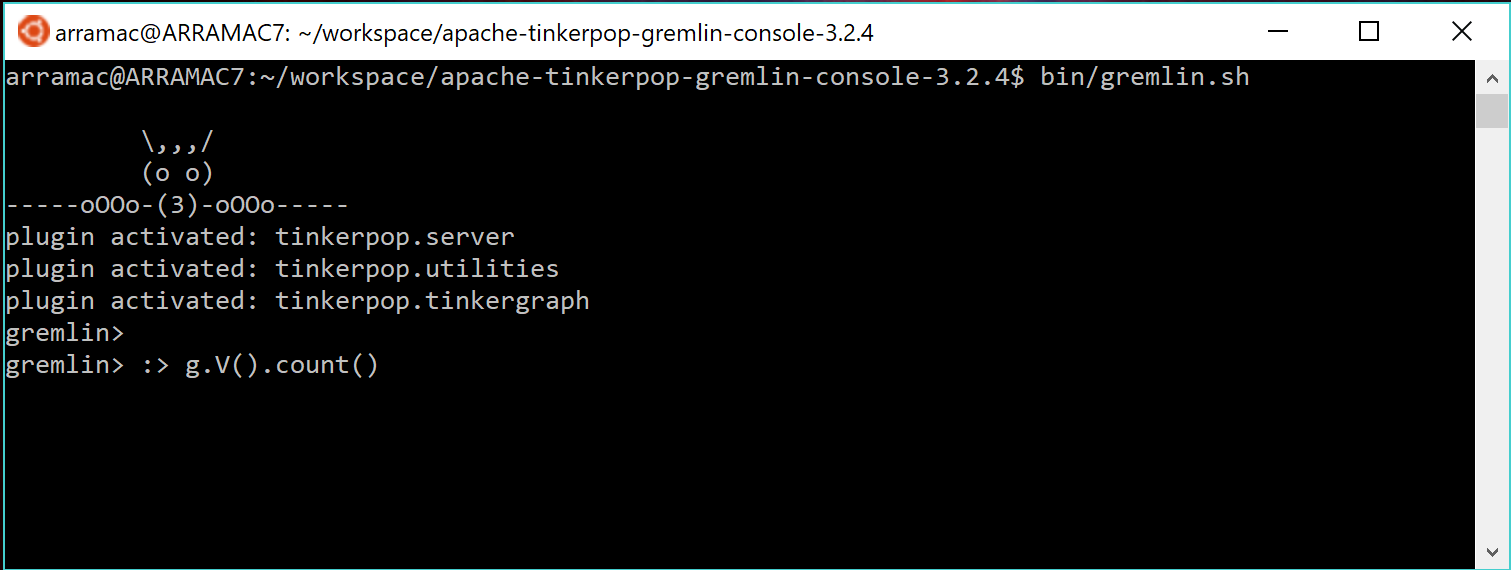 arramac@ARRAMAC7: ~/workspace/apache-tinkerpop-gremlin-console-3.2.4
arramac@ARRAMAC7:~/workspace/apache-tinkerpop-gremlin-console-3.2.4$ bin/gremlin.sh
         \,,,/
         (o o)
-----oOOo-(3)-oOOo-----
plugin activated: tinkerpop.server
plugin activated: tinkerpop.utilities
plugin activated: tinkerpop.tinkergraph
gremlin>
gremlin> :> g.V().count()